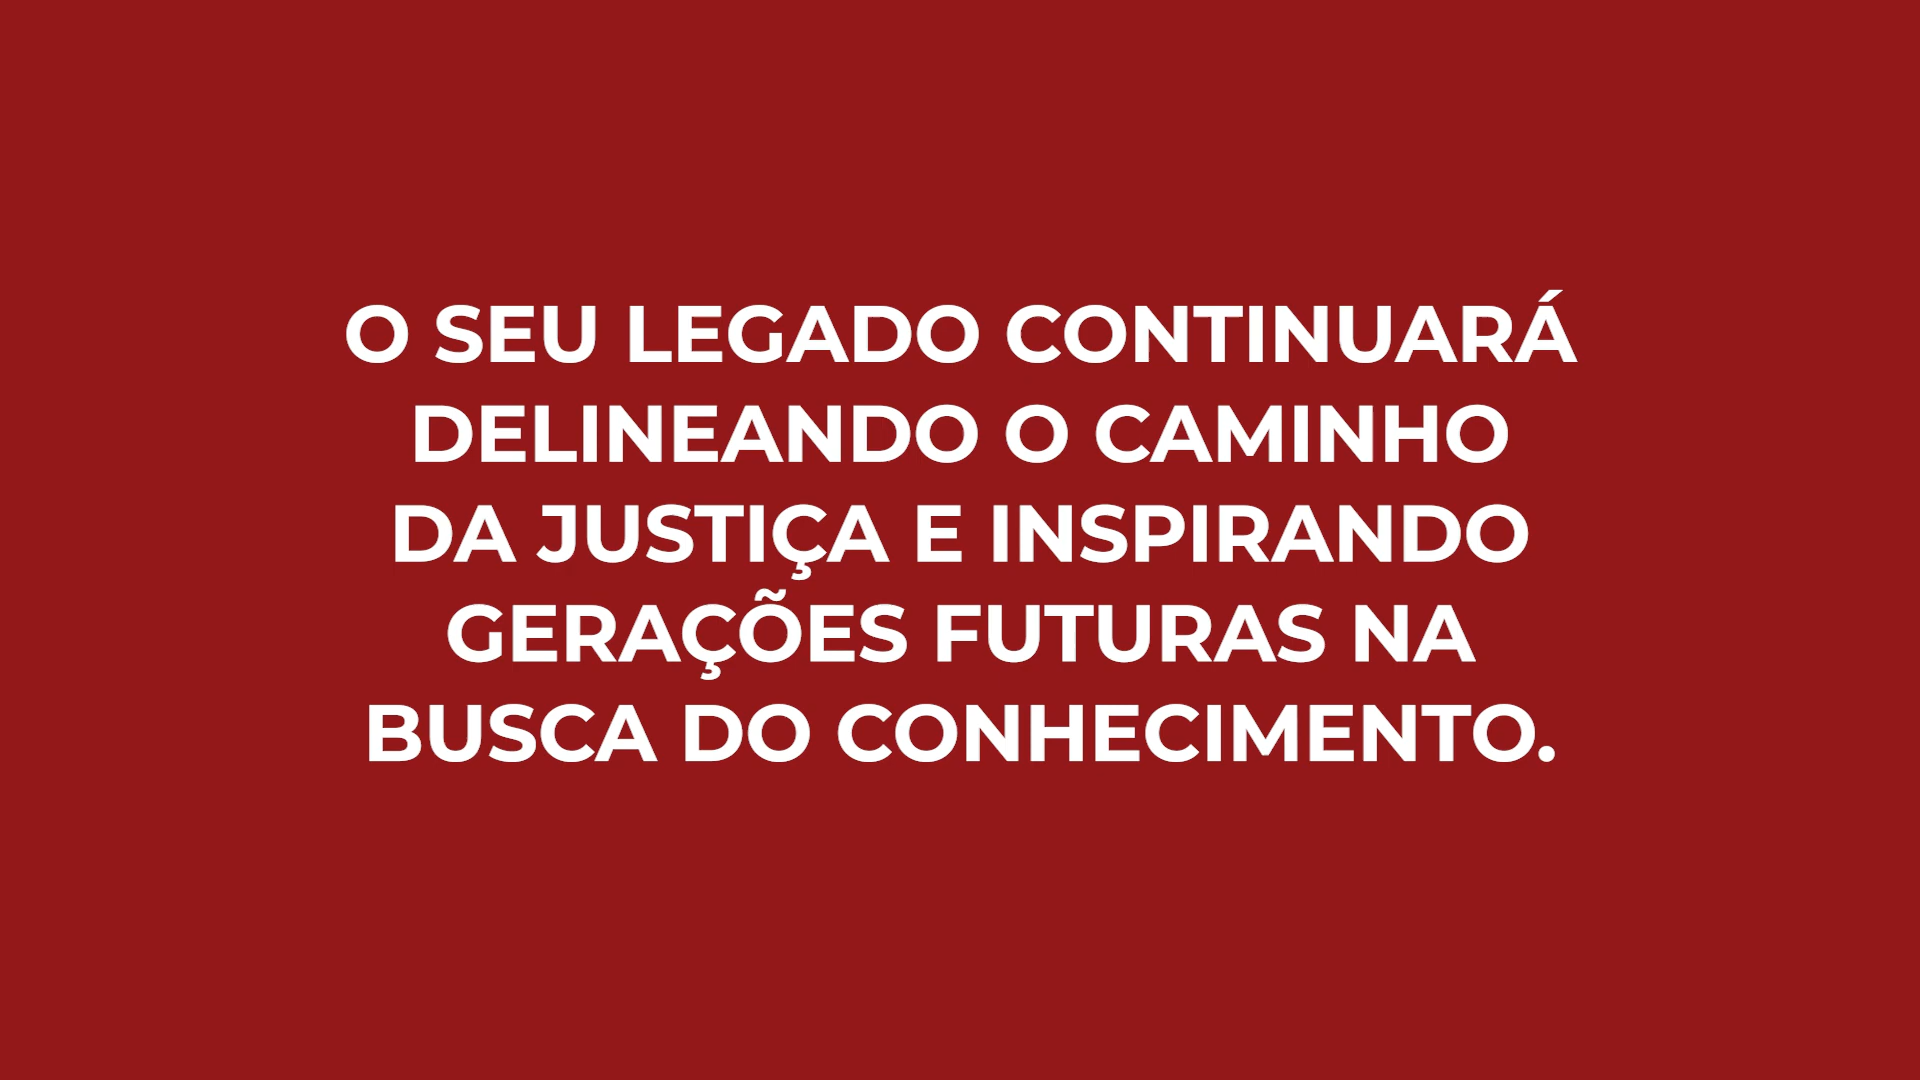 O SEU LEGADO CONTINUARÁ
DELINEANDO O CAMINHO
DA JUSTIÇA E INSPIRANDO
GERAÇÕES FUTURAS NA
BUSCA DO CONHECIMENTO.